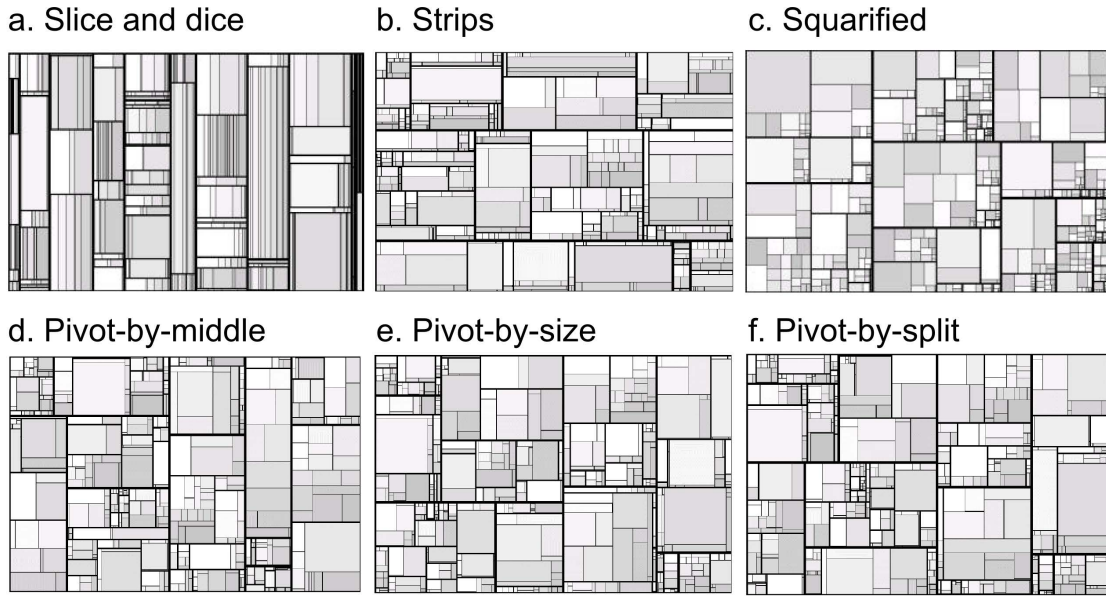 a. Slice and dice
b. Strips
c. Squarified
d. Pivot-by-middle
e. Pivot-by-size
f. Pivot-by-split